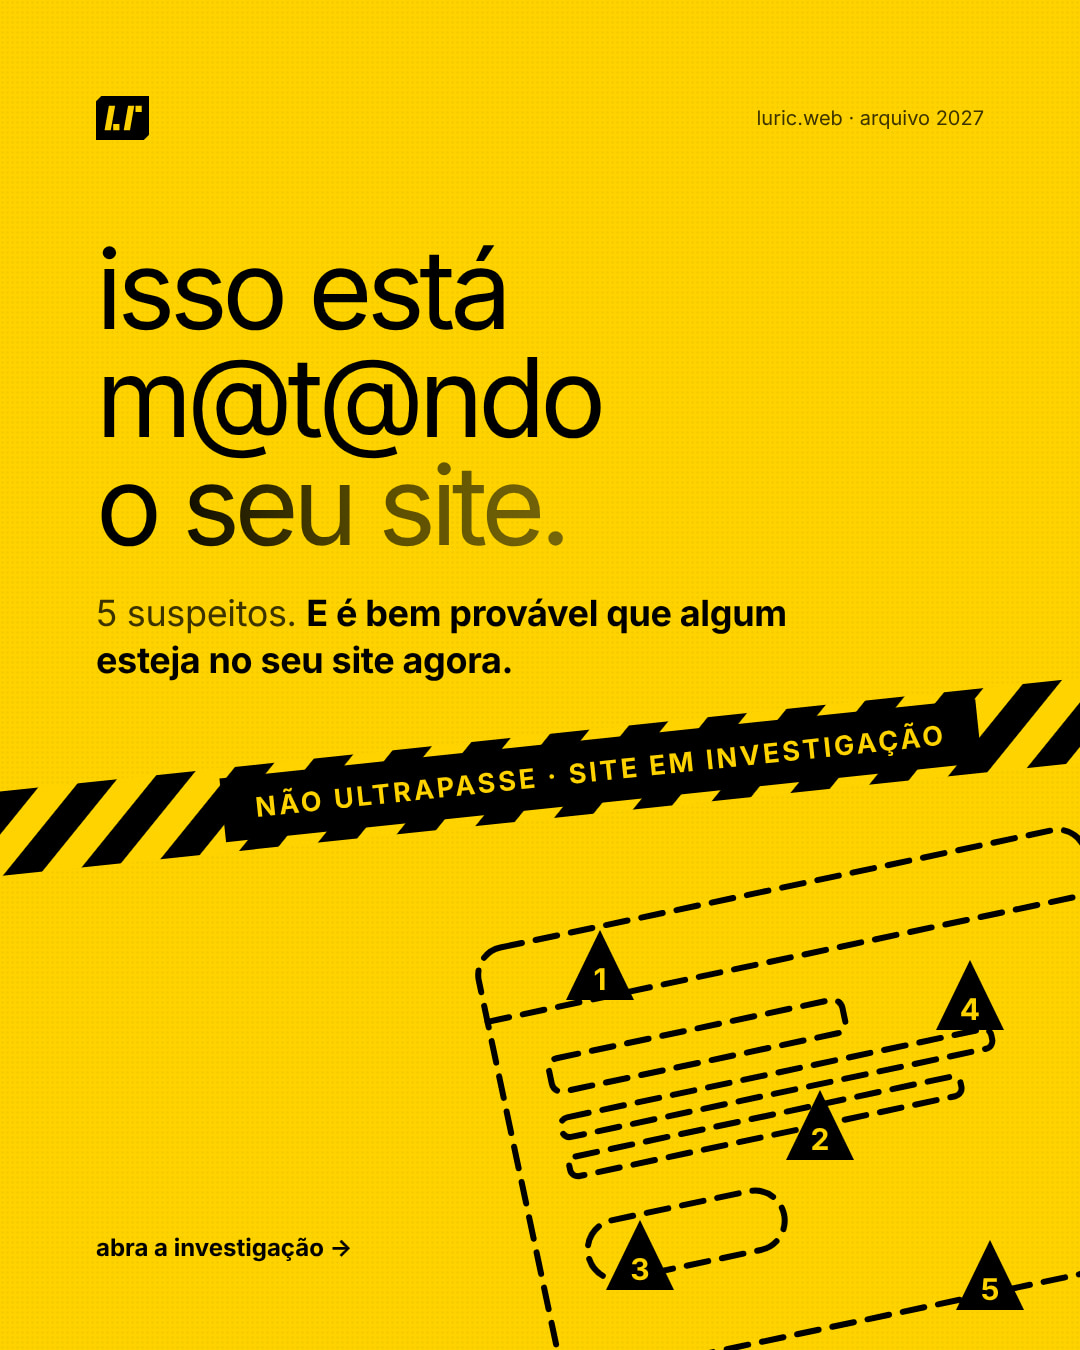 Lr
luric.web · arquivo 2027
isso está
m@t@ndo
o seu site.
5 suspeitos. E é bem provável que algum
esteja no seu site agora.
NÃO ULTRAPASSE · SITE EM INVESTIGAÇÃO
1
4
2
3
5
abra a investigação →